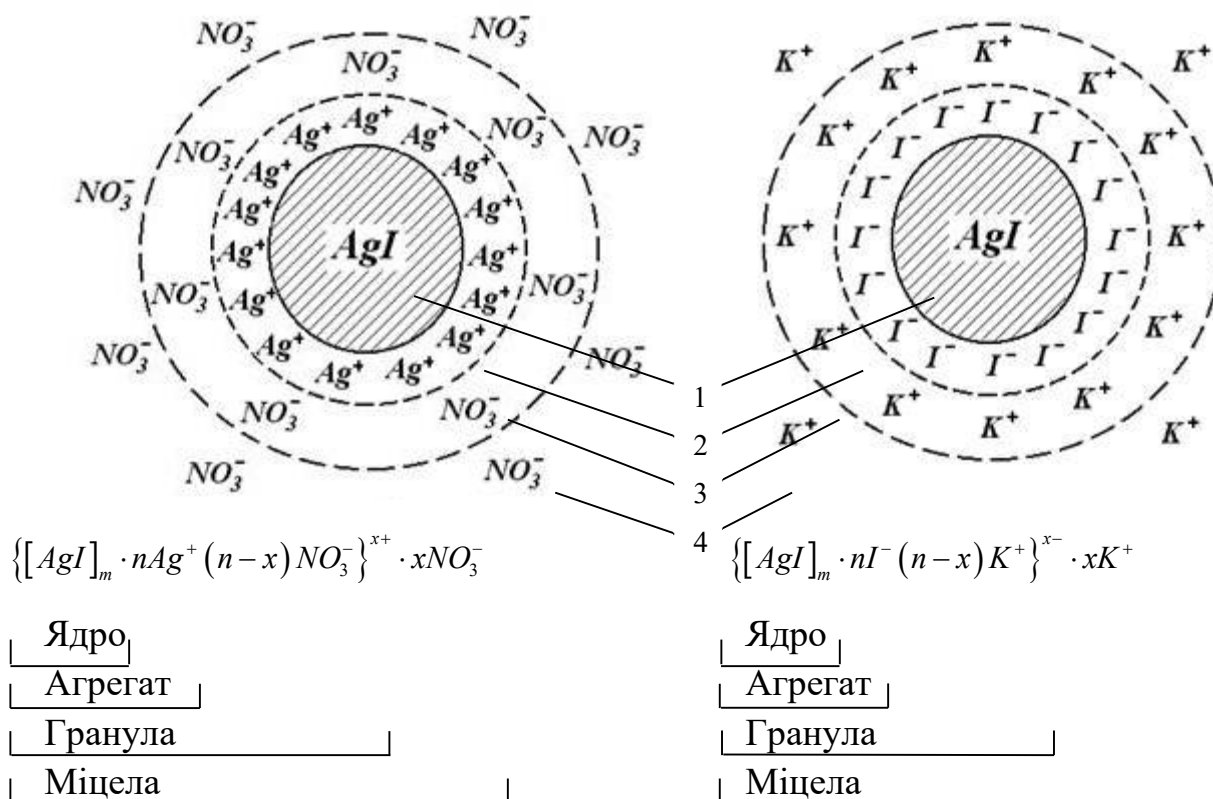 NO₃⁻ NO₃⁻ K⁺ K⁺ K⁺
NO₃⁻ K⁺ K⁺
Ag⁺ Ag⁺ Ag⁺ I⁻ I⁻ I⁻ I⁻
NO₃⁻ Ag⁺ Ag⁺ NO₃⁻ NO₃⁻ K⁺ I⁻ I⁻ K⁺
Ag⁺ Ag⁺ I⁻ I⁻
NO₃⁻ Ag⁺ Ag⁺ I⁻ I⁻
Ag⁺ AgI Ag⁺ K⁺ I⁻ AgI I⁻ K⁺
NO₃⁻ Ag⁺ Ag⁺ NO₃⁻ I⁻ I⁻
Ag⁺ Ag⁺ K⁺ I⁻ I⁻ K⁺
NO₃⁻ Ag⁺ Ag⁺ NO₃⁻ I⁻ I⁻ I⁻
NO₃⁻ NO₃⁻ K⁺ K⁺ K⁺
NO₃⁻ NO₃⁻ K⁺ K⁺
1
2
3
4
{[AgI]ₘ · nAg⁺(n−x)NO₃⁻}ˣ⁺ · xNO₃⁻ {[AgI]ₘ · nI⁻(n−x)K⁺}ˣ⁻ · xK⁺
Ядро Ядро
Агрегат Агрегат
Гранула Гранула
Міцела Міцела